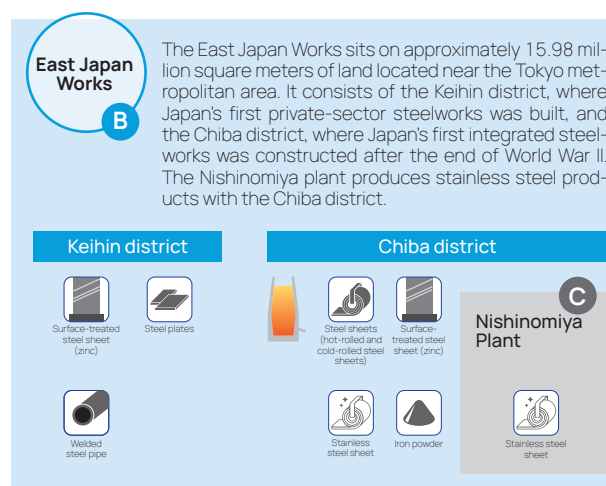 East Japan
Works
B
The East Japan Works sits on approximately 15.98 mil-
lion square meters of land located near the Tokyo met-
ropolitan area. It consists of the Keihin district, where
Japan's first private-sector steelworks was built, and
the Chiba district, where Japan's first integrated steel-
works was constructed after the end of World War II.
The Nishinomiya plant produces stainless steel prod-
ucts with the Chiba district.
Keihin district
Surface-treated
steel sheet
(zinc)
Steel plates
Welded
steel pipe
Chiba district
Steel sheets
(hot-rolled and
cold-rolled steel
sheets)
Surface-
treated steel
sheet (zinc)
Stainless
steel sheet
Iron powder
C
Nishinomiya
Plant
Stainless steel
sheet